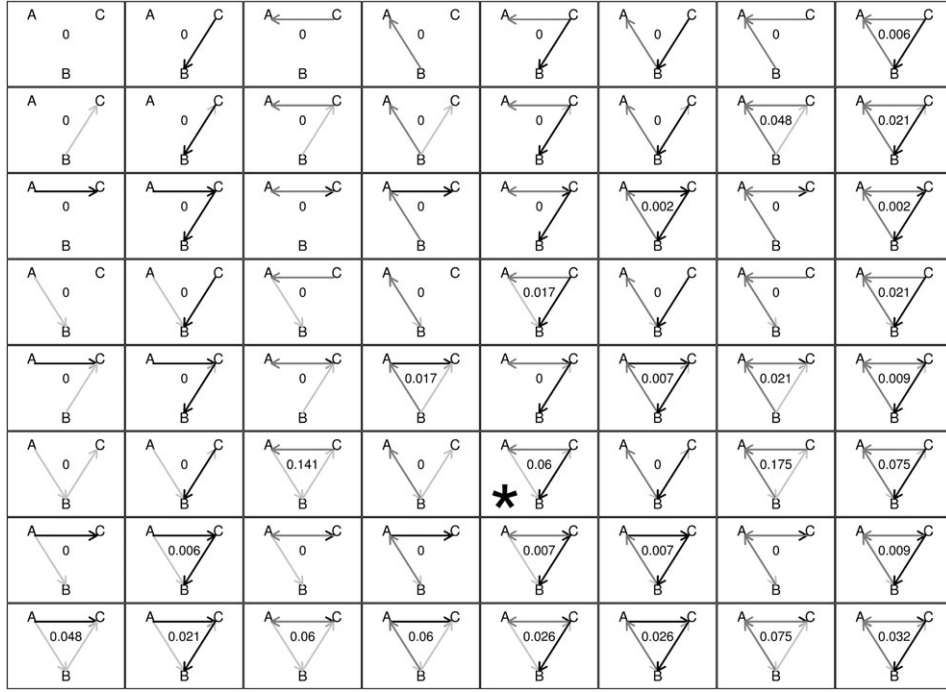 A C A C A C A C A C A C A C A C
0 0 0 0 0 0 0 0.006
B B B B B B B B
A C A C A C A C A C A C A C A C
0 0 0 0 0 0 0.048 0.021
B B B B B B B B
A C A C A C A C A C A C A C A C
0 0 0 0 0 0.002 0 0.002
B B B B B B B B
A C A C A C A C A C A C A C A C
0 0 0 0 0.017 0 0 0.021
B B B B B B B B
A C A C A C A C A C A C A C A C
0 0 0 0.017 0 0.007 0.021 0.009
B B B B B B B B
A C A C A C A C A C A C A C A C
0 0 0.141 0 0.06 0 0.175 0.075
B B B B * B B B B
A C A C A C A C A C A C A C A C
0 0.006 0 0 0.007 0.007 0 0.009
B B B B B B B B
A C A C A C A C A C A C A C A C
0.048 0.021 0.06 0.06 0.026 0.026 0.075 0.032
B B B B B B B B